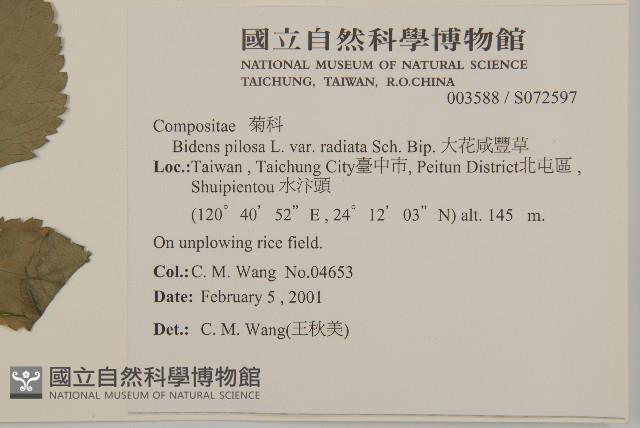 國立自然科學博物館
NATIONAL MUSEUM OF NATURAL SCIENCE
TAICHUNG, TAIWAN, R.O.CHINA
003588 / S072597
Compositae 菊科
Bidens pilosa L. var. radiata Sch. Bip. 大花咸豐草
Loc.:Taiwan , Taichung City臺中市, Peitun District北屯區 ,
Shuipientou 水汴頭
(120° 40' 52" E , 24° 12' 03" N) alt. 145 m.
On unplowing rice field.
Col.:C. M. Wang No.04653
Date: February 5 , 2001
Det.: C. M. Wang(王秋美)
國立自然科學博物館
NATIONAL MUSEUM OF NATURAL SCIENCE